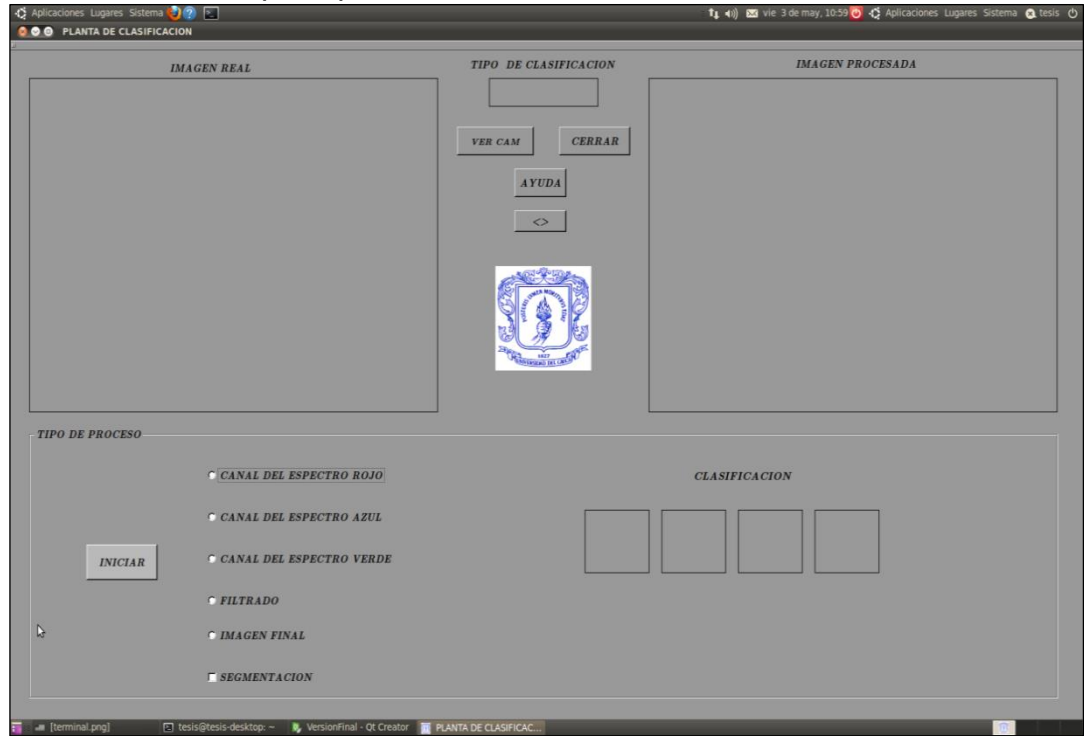 Aplicaciones Lugares Sistema
vie 3 de may, 10:59 Aplicaciones Lugares Sistema tesis
PLANTA DE CLASIFICACION
IMAGEN REAL
TIPO DE CLASIFICACION
IMAGEN PROCESADA
VER CAM
CERRAR
AYUDA
<>
1827
TIPO DE PROCESO
CANAL DEL ESPECTRO ROJO
CANAL DEL ESPECTRO AZUL
CANAL DEL ESPECTRO VERDE
FILTRADO
IMAGEN FINAL
SEGMENTACION
INICIAR
CLASIFICACION
[terminal.png] tesis@tesis-desktop: ~ VersionFinal - Qt Creator PLANTA DE CLASIFICAC...